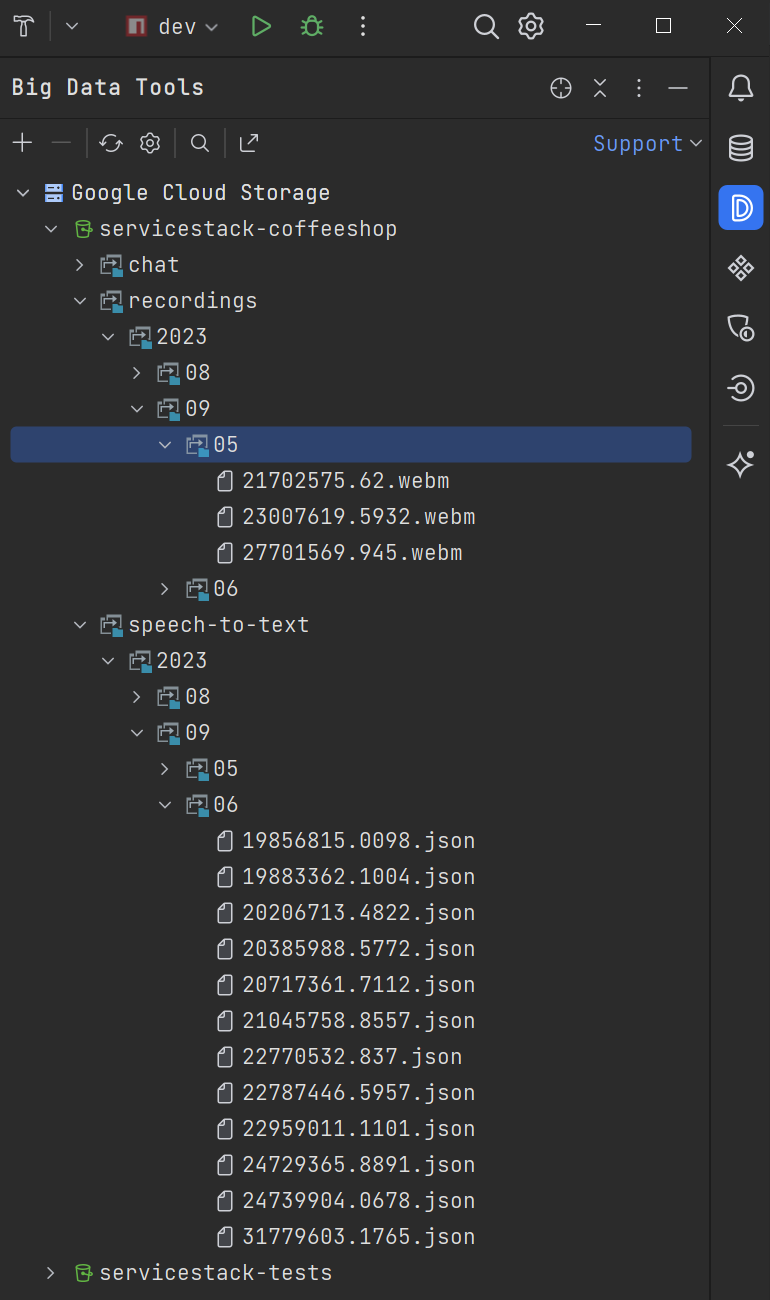 dev
Big Data Tools
Support
Google Cloud Storage
servicestack-coffeeshop
chat
recordings
2023
08
09
05
21702575.62.webm
23007619.5932.webm
27701569.945.webm
06
speech-to-text
2023
08
09
05
06
19856815.0098.json
19883362.1004.json
20206713.4822.json
20385988.5772.json
20717361.7112.json
21045758.8557.json
22770532.837.json
22787446.5957.json
22959011.1101.json
24729365.8891.json
24739904.0678.json
31779603.1765.json
servicestack-tests